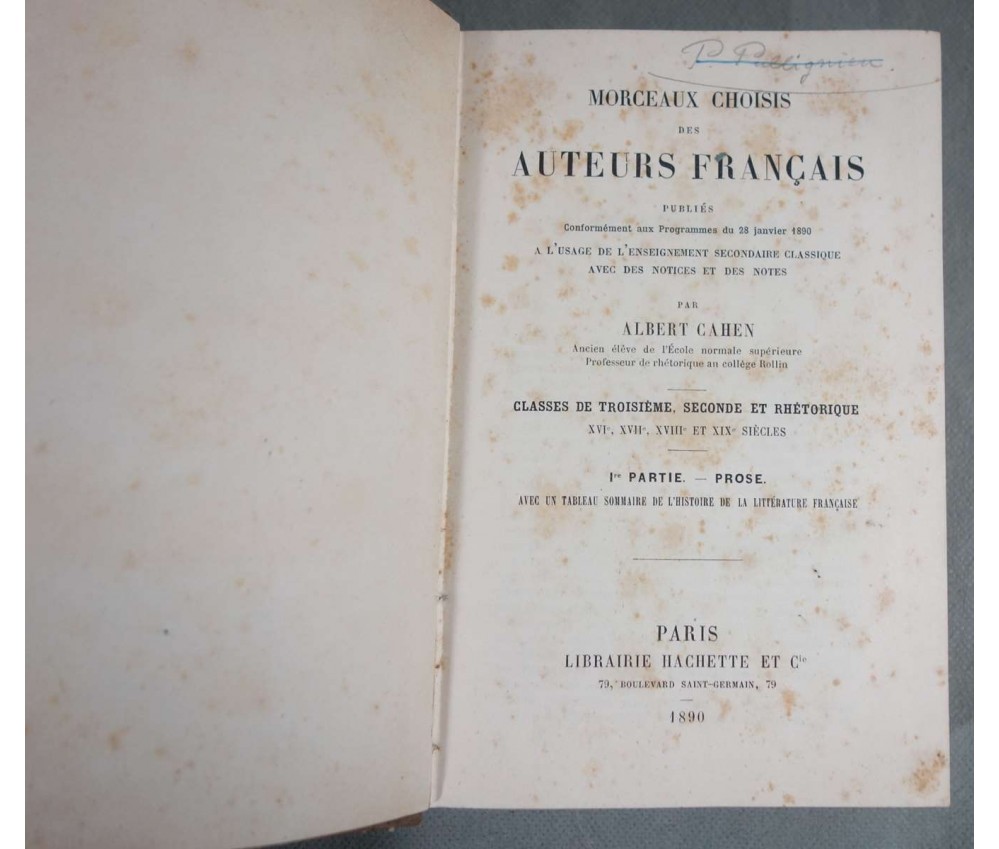 MORCEAUX CHOISIS
DES
AUTEURS FRANÇAIS
PUBLIÉS
Conformément aux Programmes du 28 janvier 1890
A L'USAGE DE L'ENSEIGNEMENT SECONDAIRE CLASSIQUE
AVEC DES NOTICES ET DES NOTES
PAR
ALBERT CAHEN
Ancien élève de l'École normale supérieure
Professeur de rhétorique au collège Rollin
CLASSES DE TROISIÈME, SECONDE ET RHÉTORIQUE
XVIe, XVIIe, XVIIIe ET XIXe SIÈCLES
Ire PARTIE. — PROSE.
AVEC UN TABLEAU SOMMAIRE DE L'HISTOIRE DE LA LITTÉRATURE FRANÇAISE
PARIS
LIBRAIRIE HACHETTE ET Cie
79, BOULEVARD SAINT-GERMAIN, 79
1890